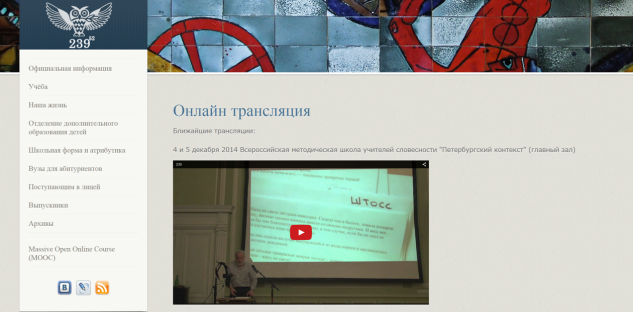 239
Официальная информация
Учёба
Наша жизнь
Отделение дополнительного
образования детей
Школьная форма и атрибутика
Вузы для абитуриентов
Поступающим в лицей
Выпускники
Архивы
Massive Open Online Course
(MOOC)
Онлайн трансляция
Ближайшие трансляции:
4 и 5 декабря 2014 Всероссийская методическая школа учителей словесности "Петербургский контекст" (главный зал)
239
ШТОСС